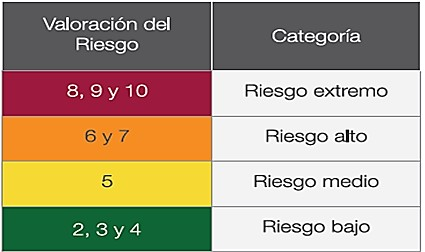 Valoración del
Riesgo
Categoría
8, 9 y 10
Riesgo extremo
6 y 7
Riesgo alto
5
Riesgo medio
2, 3 y 4
Riesgo bajo